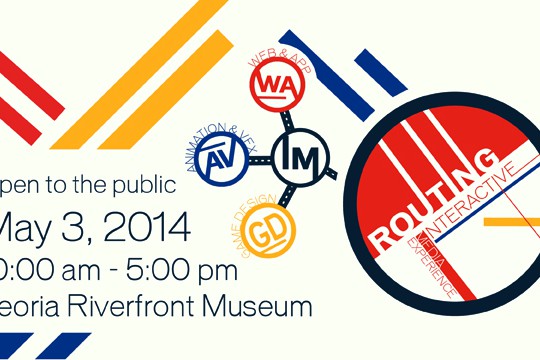 WEB & APP
WA
ANIMATION & VFX
AV
IM
GAME DESIGN
GD
ROUTING
INTERACTIVE
MEDIA
EXPERIENCE
pen to the public
May 3, 2014
0:00 am - 5:00 pm
eoria Riverfront Museum